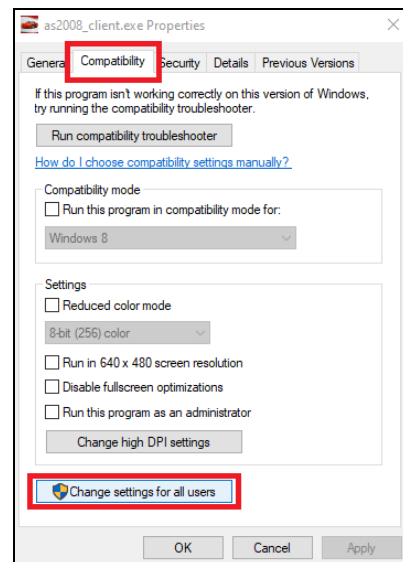 as2008_client.exe Properties
General Compatibility Security Details Previous Versions
If this program isn't working correctly on this version of Windows,
try running the compatibility troubleshooter.
Run compatibility troubleshooter
How do I choose compatibility settings manually?
Compatibility mode
Run this program in compatibility mode for:
Windows 8
Settings
Reduced color mode
8-bit (256) color
Run in 640 x 480 screen resolution
Disable fullscreen optimizations
Run this program as an administrator
Change high DPI settings
Change settings for all users
OK Cancel Apply